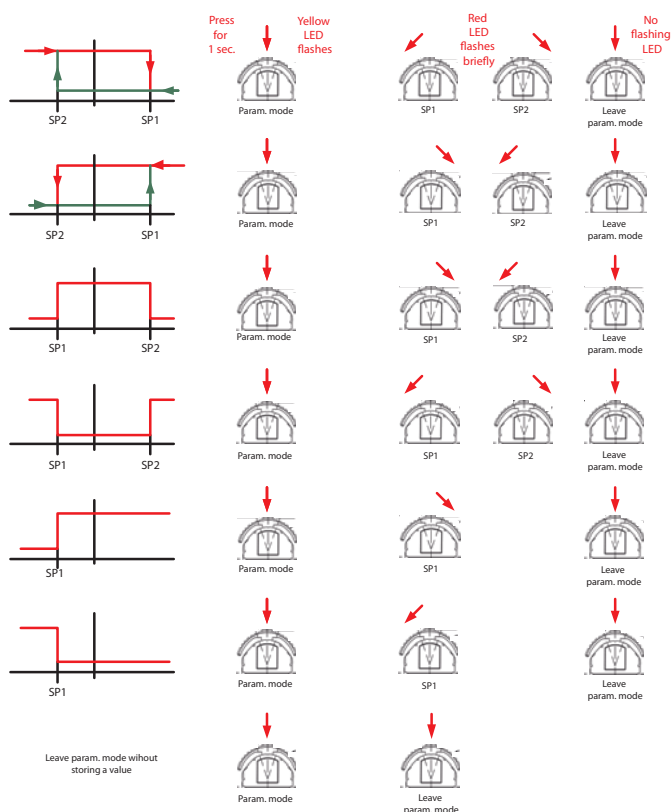 Press
for
1 sec.
Yellow
LED
flashes
Red
LED
flashes
briefly
No
flashing
LED
SP2
SP1
Param. mode
SP1
SP2
Leave
param. mode
SP2
SP1
Param. mode
SP1
SP2
Leave
param. mode
SP1
SP2
Param. mode
SP1
SP2
Leave
param. mode
SP1
SP2
Param. mode
SP1
SP2
Leave
param. mode
SP1
Param. mode
SP1
Leave
param. mode
SP1
Param. mode
SP1
Leave
param. mode
Leave param. mode wihout
storing a value
Param. mode
Leave
param. mode